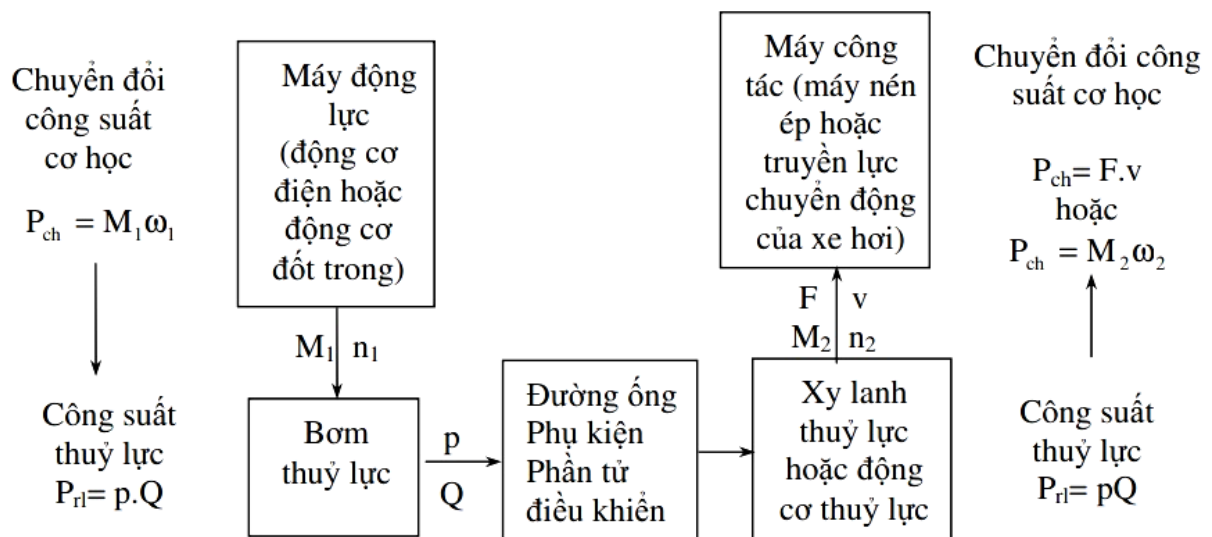 Chuyển đổi
công suất
cơ học
P_ch = M_1ω_1
Công suất
thuỷ lực
P_rl= p.Q
Máy động
lực
(động cơ
điện hoặc
động cơ
đốt trong)
M_1 n_1
Bơm
thuỷ lực
p
Q
Đường ống
Phụ kiện
Phần tử
điều khiển
Máy công
tác (máy nén
ép hoặc
truyền lực
chuyển động
của xe hơi)
F v
M_2 n_2
Xy lanh
thuỷ lực
hoặc động
cơ thuỷ lực
Chuyển đổi công
suất cơ học
P_ch= F.v
hoặc
P_ch = M_2ω_2
Công suất
thuỷ lực
P_rl= pQ